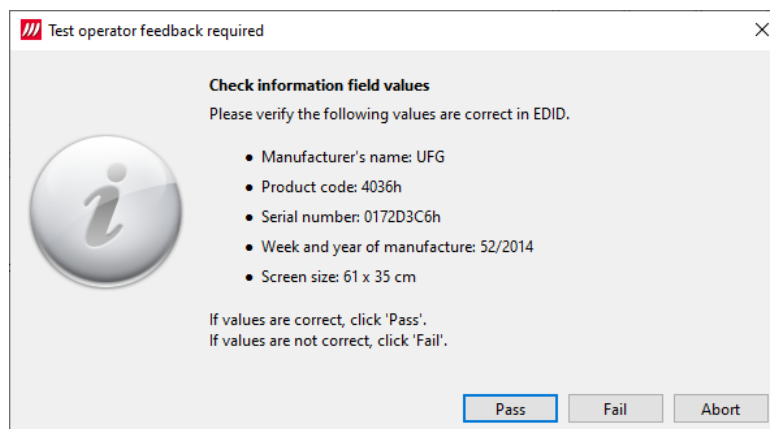 Test operator feedback required
Check information field values
Please verify the following values are correct in EDID.
• Manufacturer's name: UFG
• Product code: 4036h
• Serial number: 0172D3C6h
• Week and year of manufacture: 52/2014
• Screen size: 61 x 35 cm
If values are correct, click 'Pass'.
If values are not correct, click 'Fail'.
Pass Fail Abort